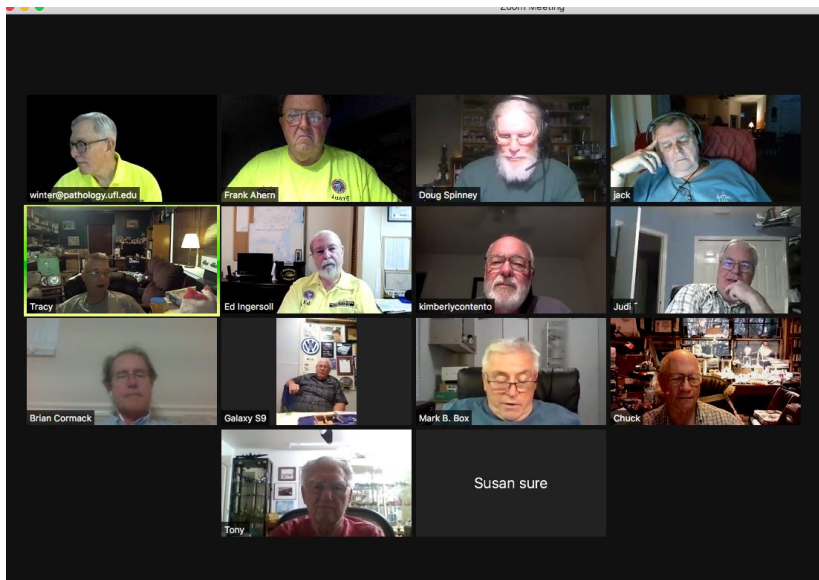 Zoom Meeting
winter@pathology.ufl.edu
Frank Ahern
Doug Spinney
jack
Tracy
Ed Ingersoll
kimberlycontento
Judi
Brian Cormack
Galaxy S9
Mark B. Box
Chuck
Tony
Susan sure